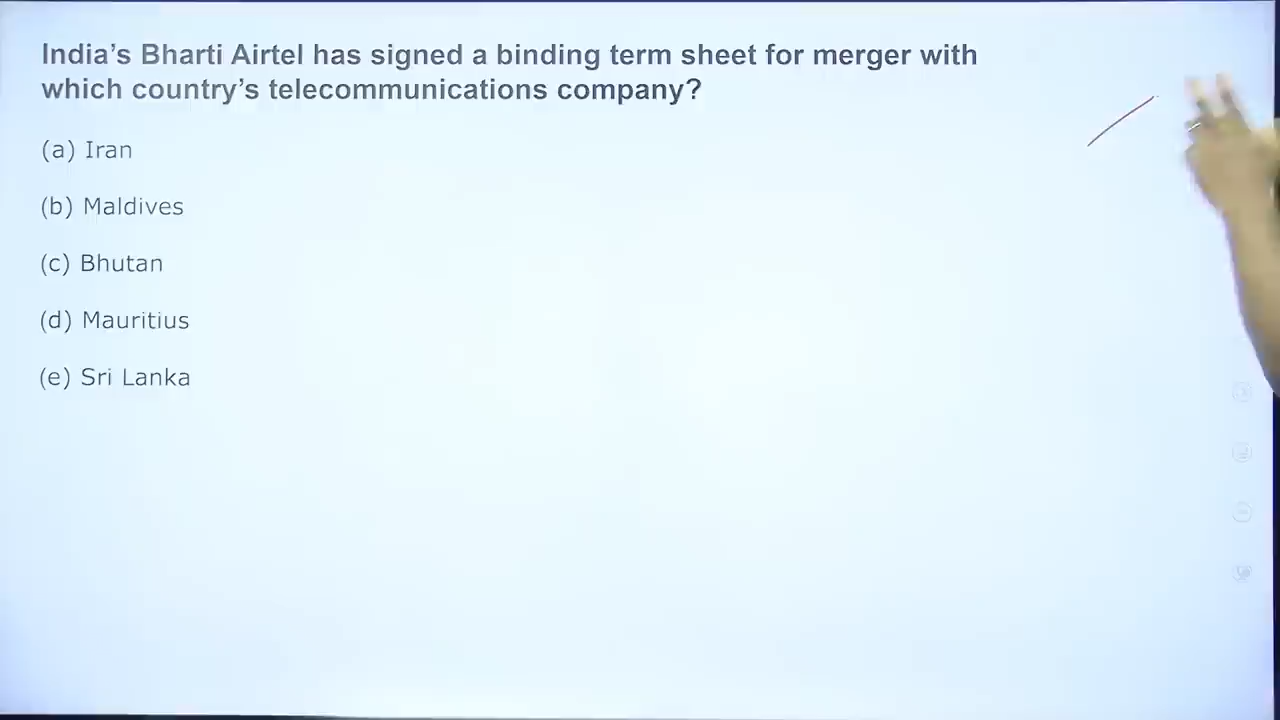 India’s Bharti Airtel has signed a binding term sheet for merger with
which country’s telecommunications company?
(a) Iran
(b) Maldives
(c) Bhutan
(d) Mauritius
(e) Sri Lanka